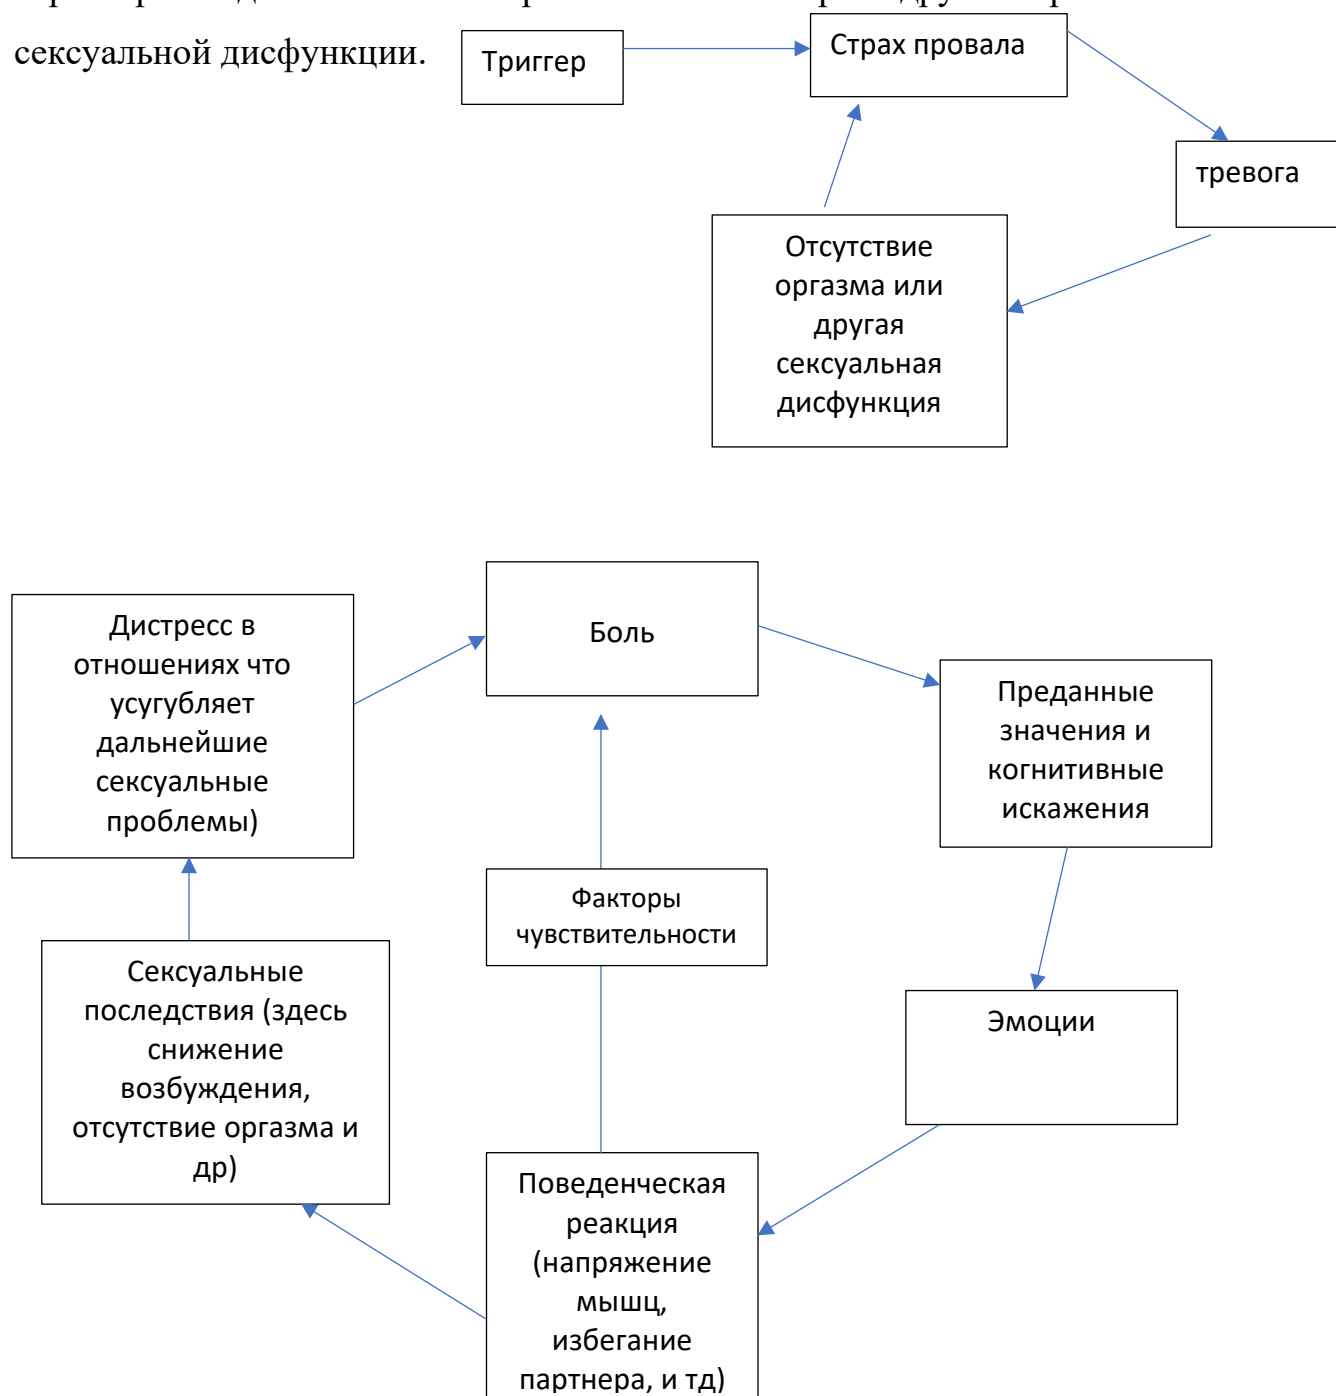 сексуальной дисфункции.
Триггер
Страх провала
тревога
Отсутствие
оргазма или
другая
сексуальная
дисфункция
Боль
Дистресс в
отношениях что
усугубляет
дальнейшие
сексуальные
проблемы)
Преданные
значения и
когнитивные
искажения
Факторы
чувствительности
Сексуальные
последствия (здесь
снижение
возбуждения,
отсутствие оргазма и
др)
Эмоции
Поведенческая
реакция
(напряжение
мышц,
избегание
партнера, и тд)